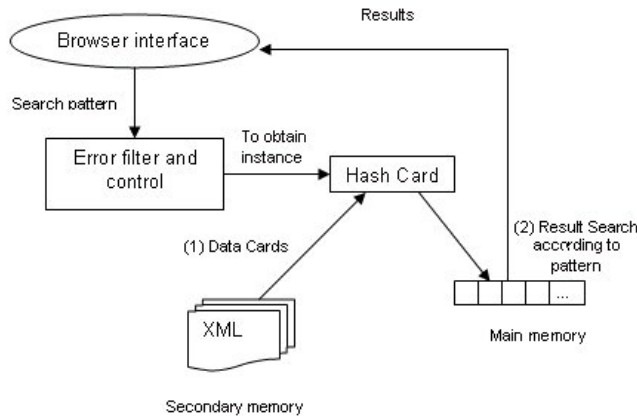 Results
Browser interface
Search pattern
Error filter and
control
To obtain
instance
Hash Card
(1) Data Cards
(2) Result Search
according to
pattern
...
Main memory
XML
Secondary memory